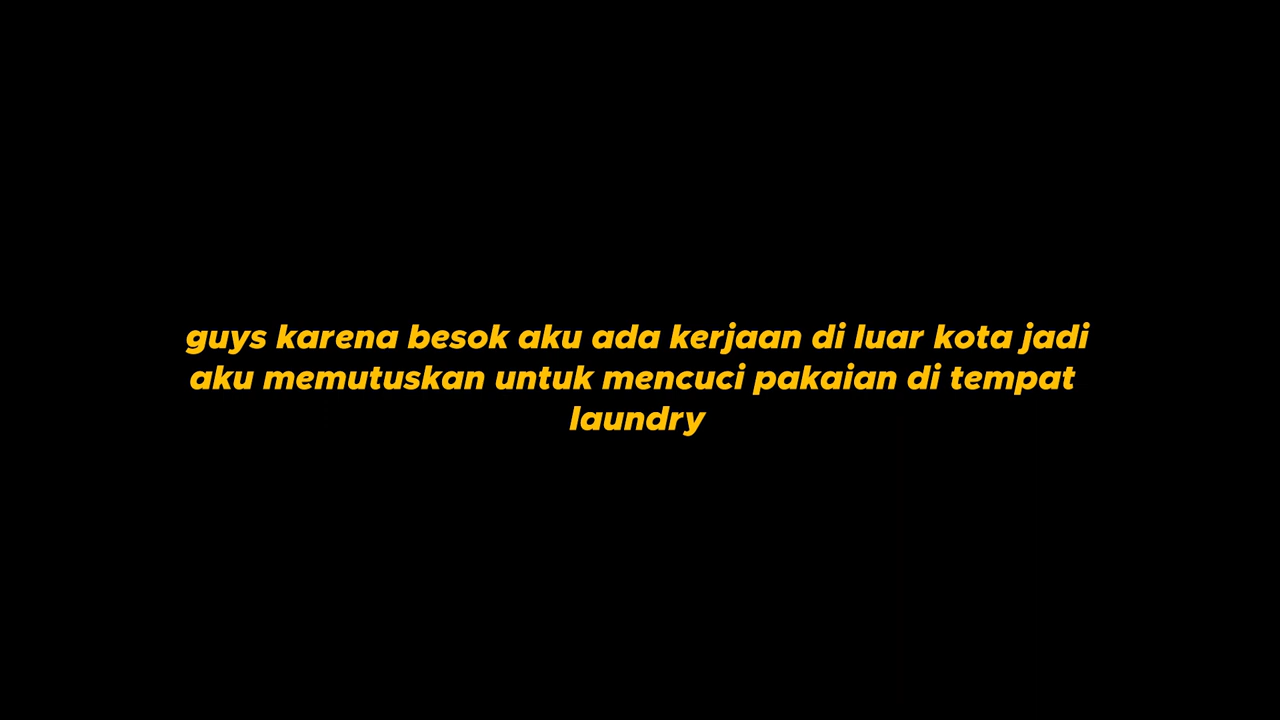 guys karena besok aku ada kerjaan di luar kota jadi
aku memutuskan untuk mencuci pakaian di tempat
laundry